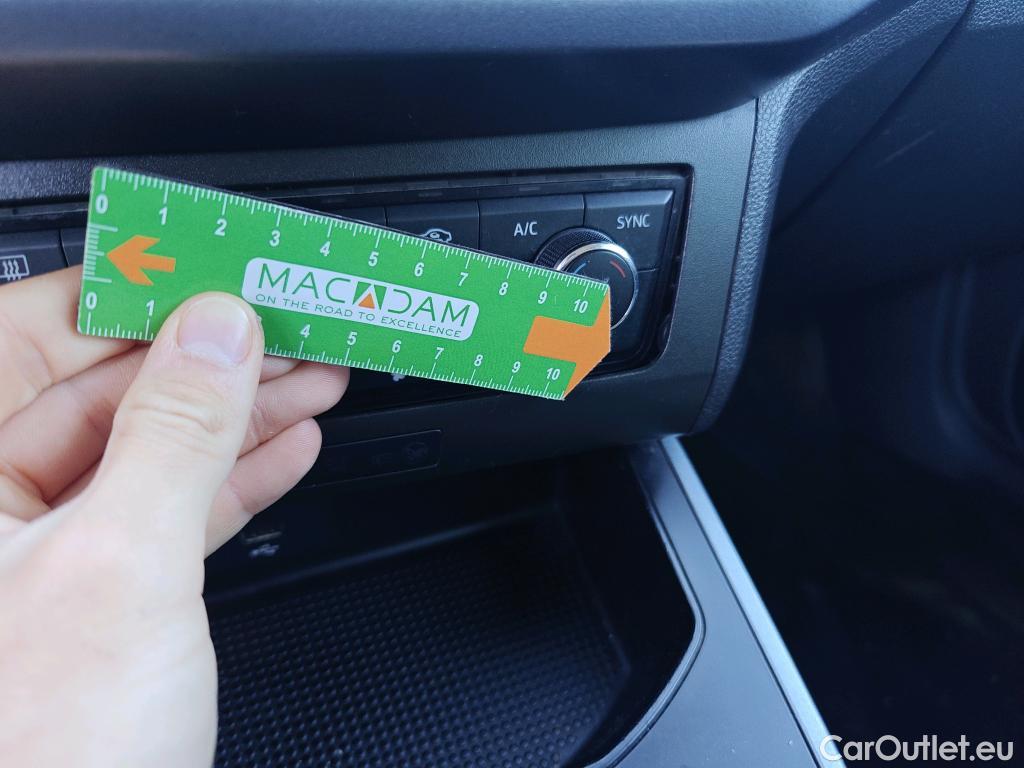 A/C
SYNC
0 1 2 3 4 5 6 7 8 9 10
MACADAM
ON THE ROAD TO EXCELLENCE
0 1 3 4 5 6 7 8 9 10
CarOutlet.eu